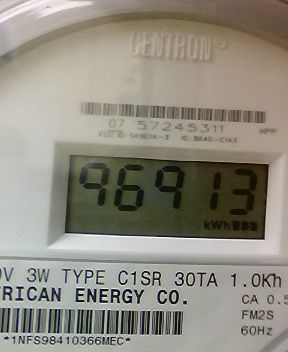 CENTRON®
07 57245311
96913
kWh
0V 3W TYPE C1SR 30TA 1.0Kh
RICAN ENERGY CO.
CA 0.5
FM2S
60Hz
*1NFS98410366MEC*